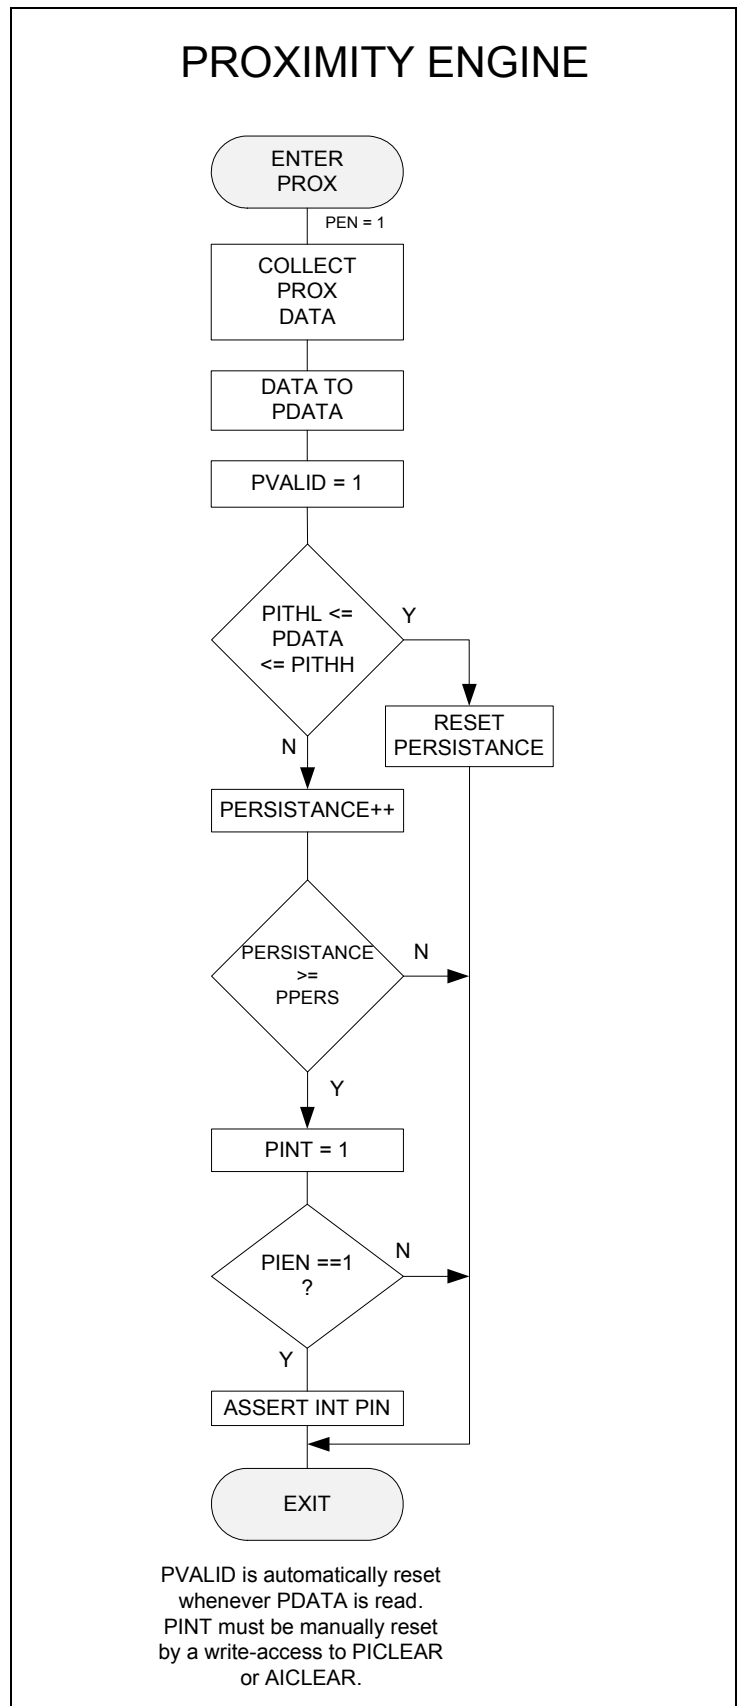 PROXIMITY ENGINE
ENTER
PROX
PEN = 1
COLLECT
PROX
DATA
DATA TO
PDATA
PVALID = 1
PITHL <=
PDATA
<= PITHH
Y
RESET
PERSISTANCE
N
PERSISTANCE++
PERSISTANCE
>=
PPERS
N
Y
PINT = 1
PIEN ==1
?
N
Y
ASSERT INT PIN
EXIT
PVALID is automatically reset
whenever PDATA is read.
PINT must be manually reset
by a write-access to PICLEAR
or AICLEAR.